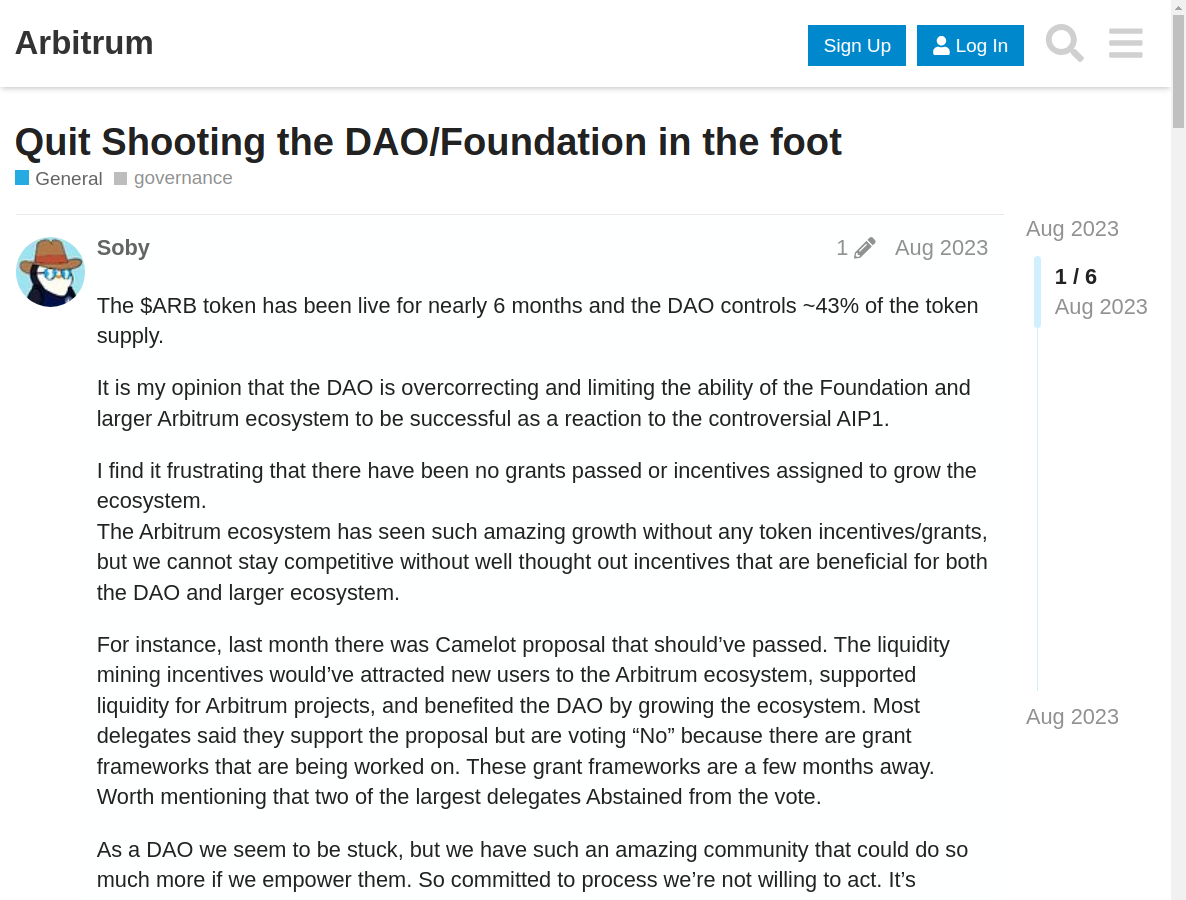 Arbitrum
Sign Up
Log In
Quit Shooting the DAO/Foundation in the foot
General governance
Soby
1
Aug 2023
The $ARB token has been live for nearly 6 months and the DAO controls ~43% of the token
supply.
It is my opinion that the DAO is overcorrecting and limiting the ability of the Foundation and
larger Arbitrum ecosystem to be successful as a reaction to the controversial AIP1.
I find it frustrating that there have been no grants passed or incentives assigned to grow the
ecosystem.
The Arbitrum ecosystem has seen such amazing growth without any token incentives/grants,
but we cannot stay competitive without well thought out incentives that are beneficial for both
the DAO and larger ecosystem.
For instance, last month there was Camelot proposal that should’ve passed. The liquidity
mining incentives would’ve attracted new users to the Arbitrum ecosystem, supported
liquidity for Arbitrum projects, and benefited the DAO by growing the ecosystem. Most
delegates said they support the proposal but are voting “No” because there are grant
frameworks that are being worked on. These grant frameworks are a few months away.
Worth mentioning that two of the largest delegates Abstained from the vote.
As a DAO we seem to be stuck, but we have such an amazing community that could do so
much more if we empower them. So committed to process we’re not willing to act. It’s
Aug 2023
1 / 6
Aug 2023
Aug 2023